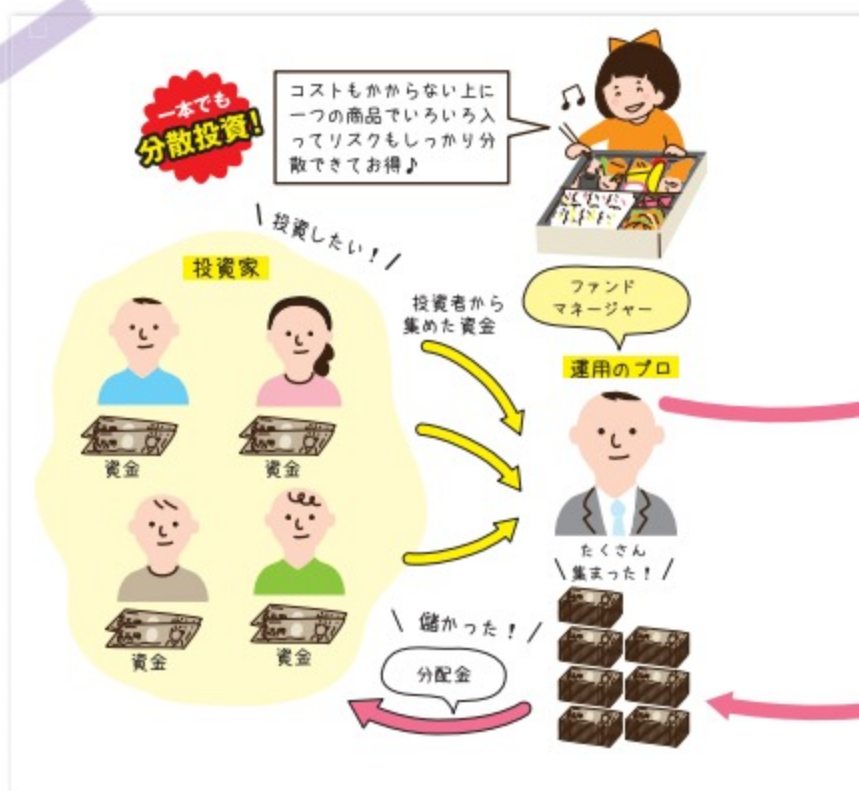 一本でも
分散投資!
コストもかからない上に
一つの商品でいろいろ入
ってリスクもしっかり分
散できてお得♪
投資したい!
投資家
投資者から
集めた資金
ファンド
マネージャー
運用のプロ
資金
資金
たくさん
集まった!
儲かった!
分配金
資金
資金